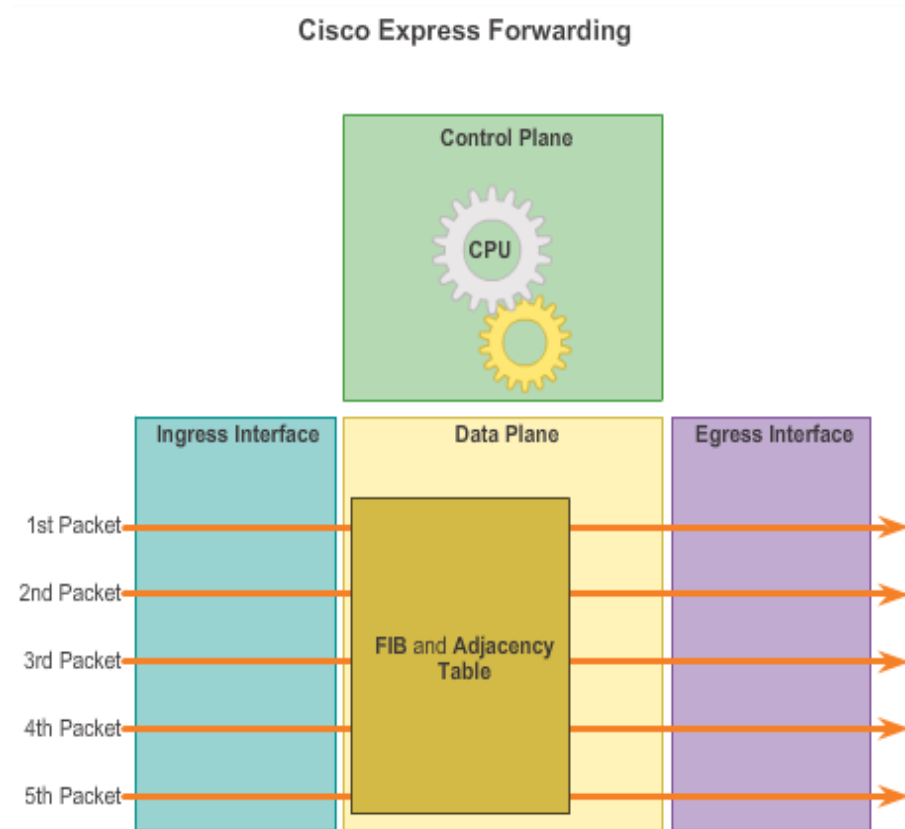 Cisco Express Forwarding
Control Plane
CPU
Ingress Interface
Data Plane
Egress Interface
1st Packet
2nd Packet
3rd Packet
4th Packet
5th Packet
FIB and Adjacency
Table